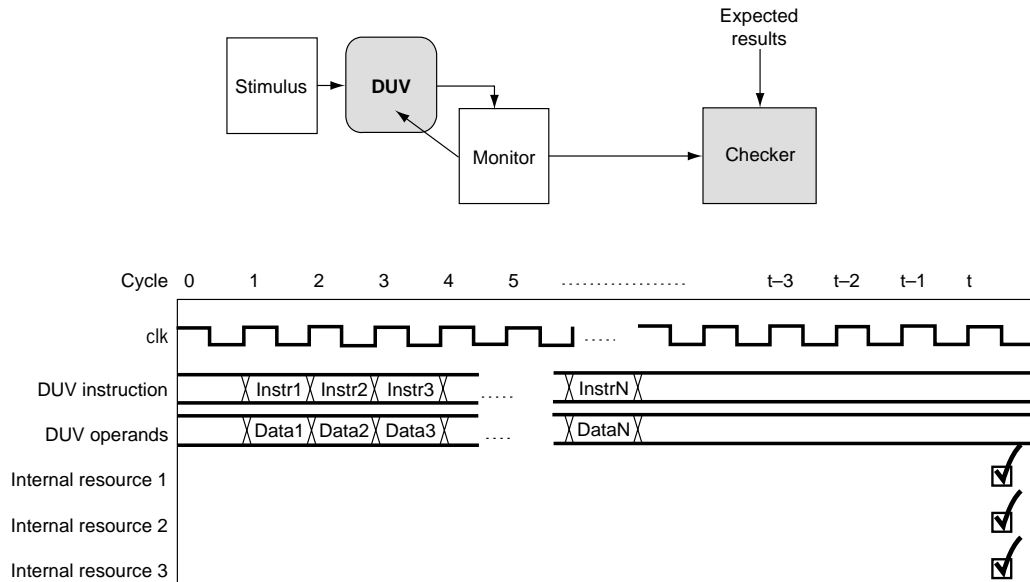 Expected
results
Stimulus
DUV
Monitor
Checker
Cycle 0 1 2 3 4 5 ..................... t–3 t–2 t–1 t
clk .....
DUV instruction Instr1 Instr2 Instr3 ..... InstrN
DUV operands Data1 Data2 Data3 .... DataN
Internal resource 1
Internal resource 2
Internal resource 3